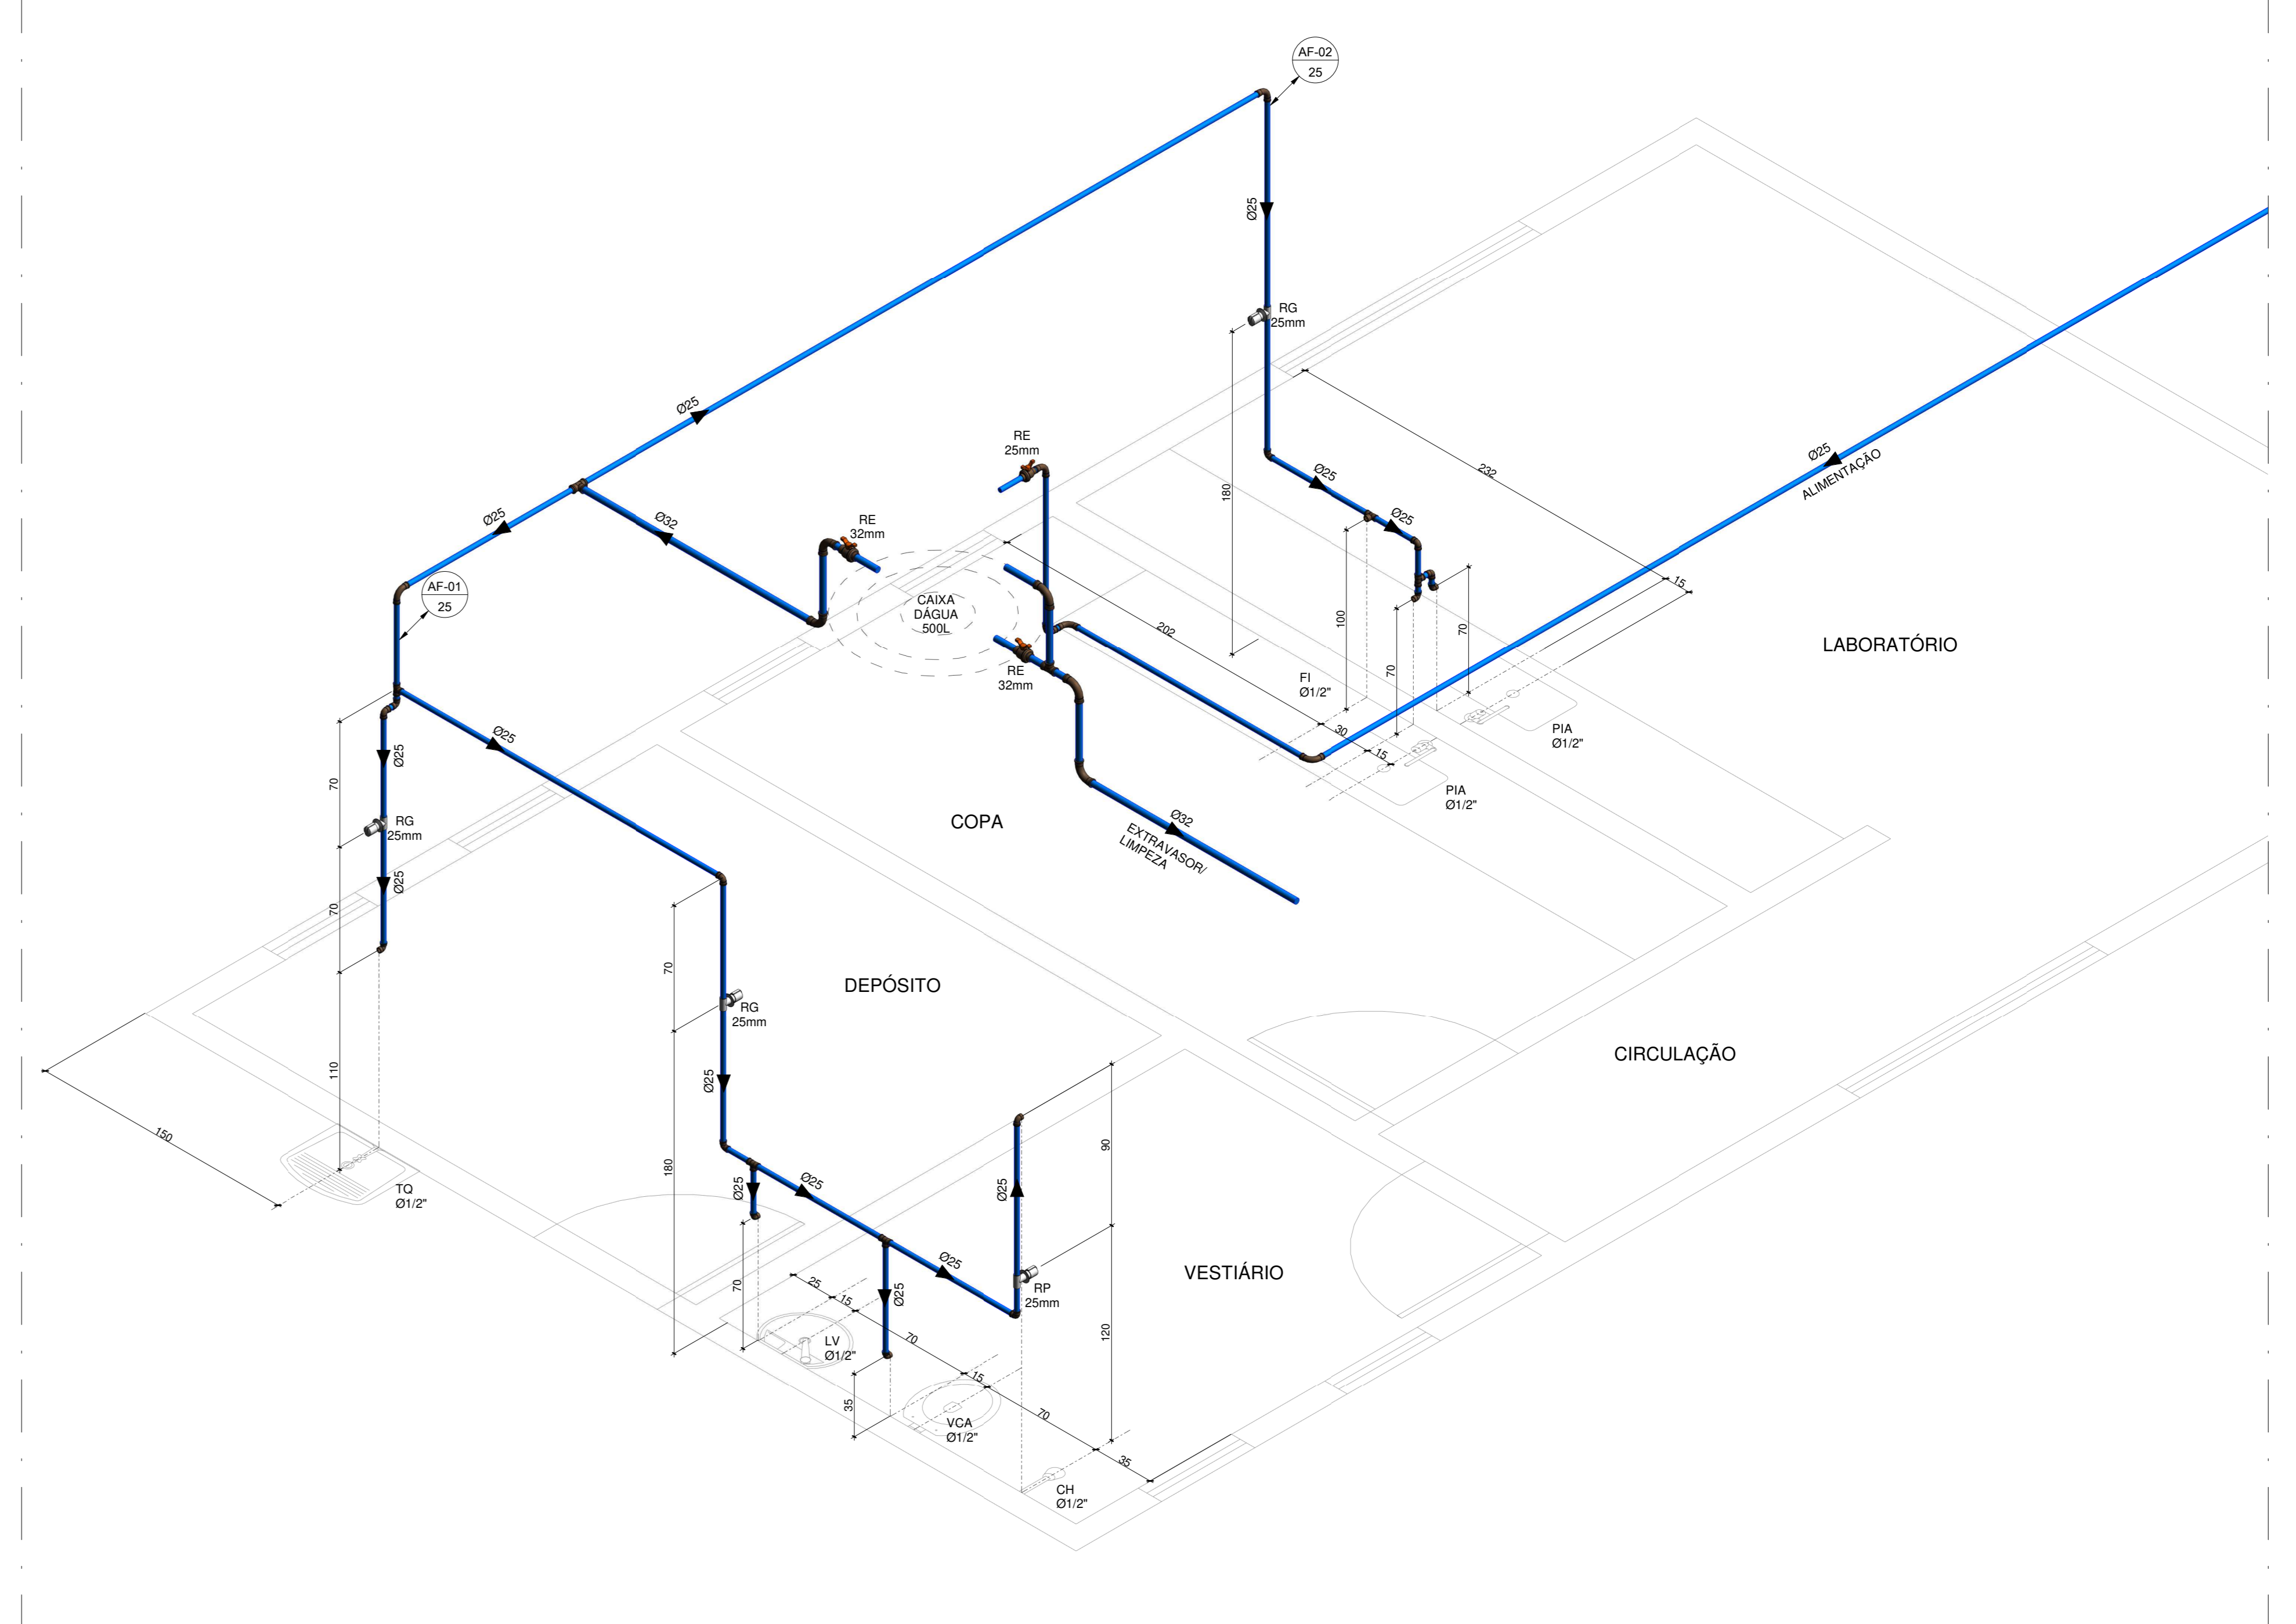 AF-02
25
Ø25
RG
25mm
Ø25
232
Ø25
ALIMENTAÇÃO
RE
25mm
Ø25
180
Ø25
Ø25
Ø32
RE
32mm
AF-01
25
CAIXA
DÁGUA
500L
202
100
70
15
70
LABORATÓRIO
RE
32mm
FI
Ø1/2"
30
15
PIA
Ø1/2"
PIA
Ø1/2"
Ø25
Ø25
70
RG
25mm
COPA
Ø32
EXTRAVASOR/
LIMPEZA
Ø25
70
70
DEPÓSITO
RG
25mm
CIRCULAÇÃO
110
Ø25
150
TQ
Ø1/2"
180
Ø25
Ø25
Ø25
90
70
25
15
Ø25
Ø25
RP
25mm
VESTIÁRIO
LV
Ø1/2"
70
120
35
15
VCA
Ø1/2"
70
35
CH
Ø1/2"